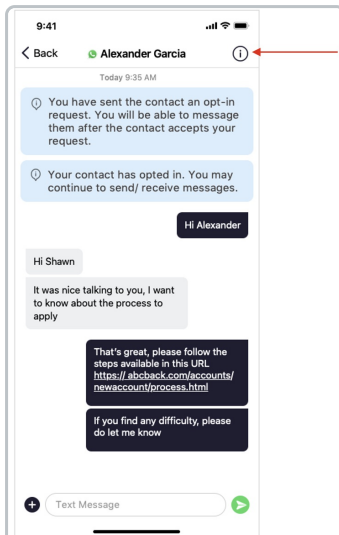 9:41
Back
Alexander Garcia
Today 9:35 AM
You have sent the contact an opt-in
request. You will be able to message
them after the contact accepts your
request.
Your contact has opted in. You may
continue to send/ receive messages.
Hi Alexander
Hi Shawn
It was nice talking to you, I want
to know about the process to
apply
That's great, please follow the
steps available in this URL
https:// abcback.com/accounts/
newaccount/process.html
If you find any difficulty, please
do let me know
Text Message